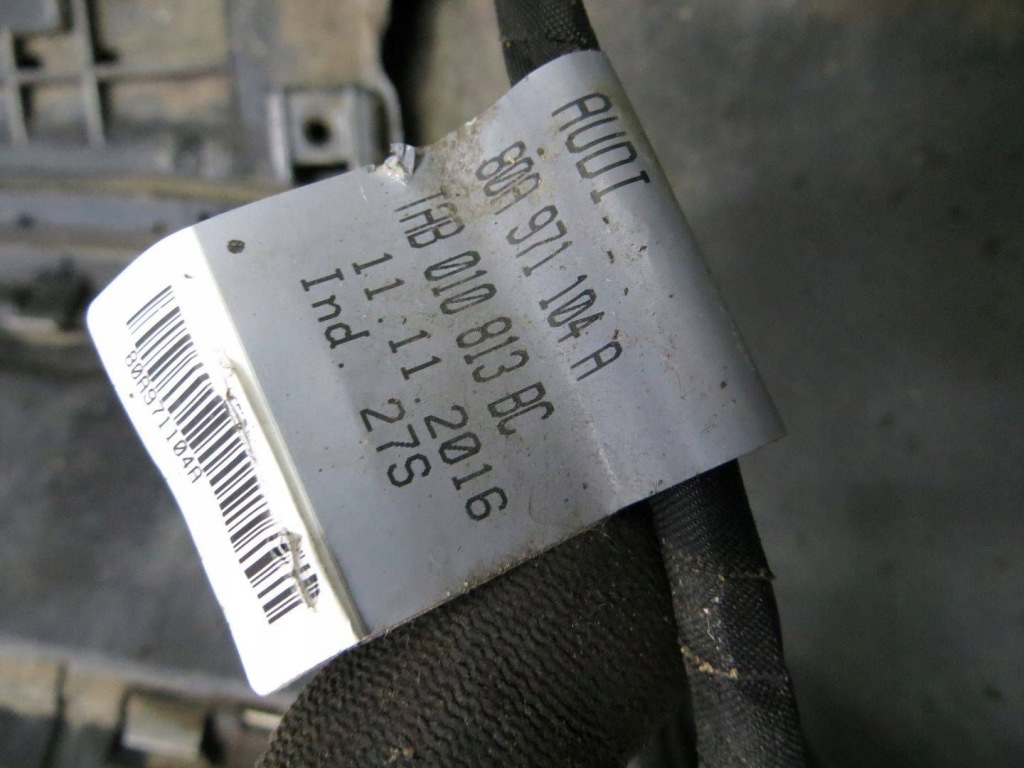 AUDI
80A 971 104 A
TAB 010 813 BC
11.11.2016
Ind. 27S
80A971104A